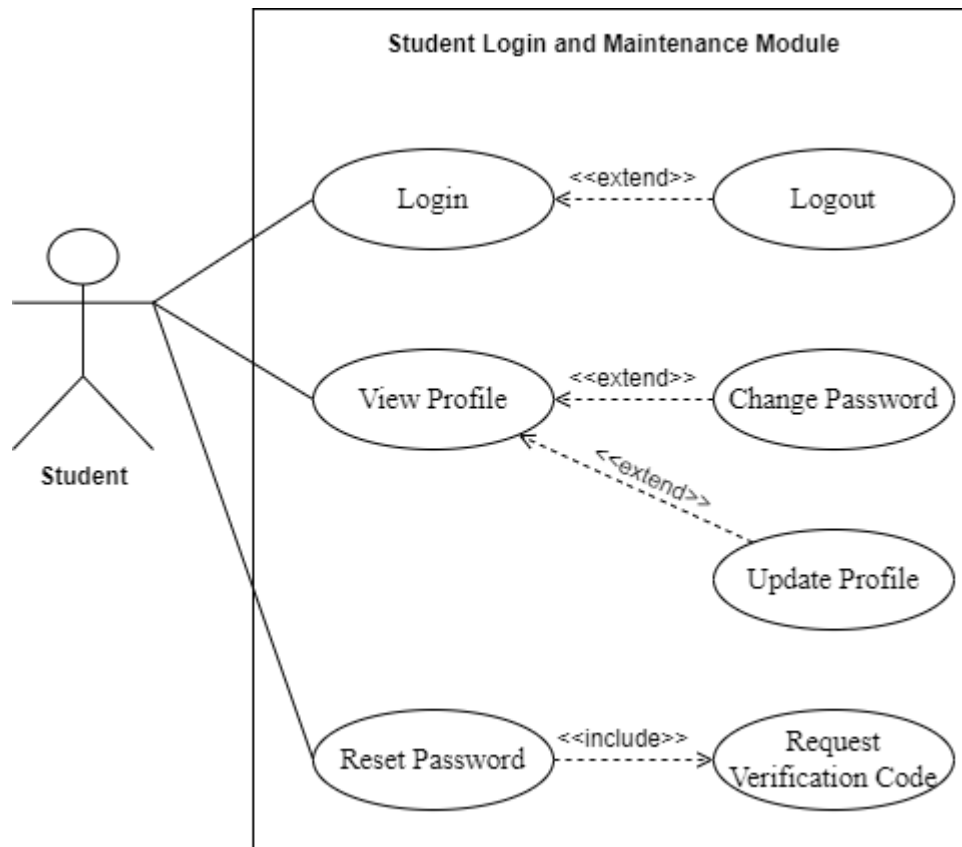 Student Login and Maintenance Module
Login
<<extend>>
Logout
View Profile
<<extend>>
Change Password
<<extend>>
Student
Update Profile
Reset Password
<<include>>
Request
Verification Code